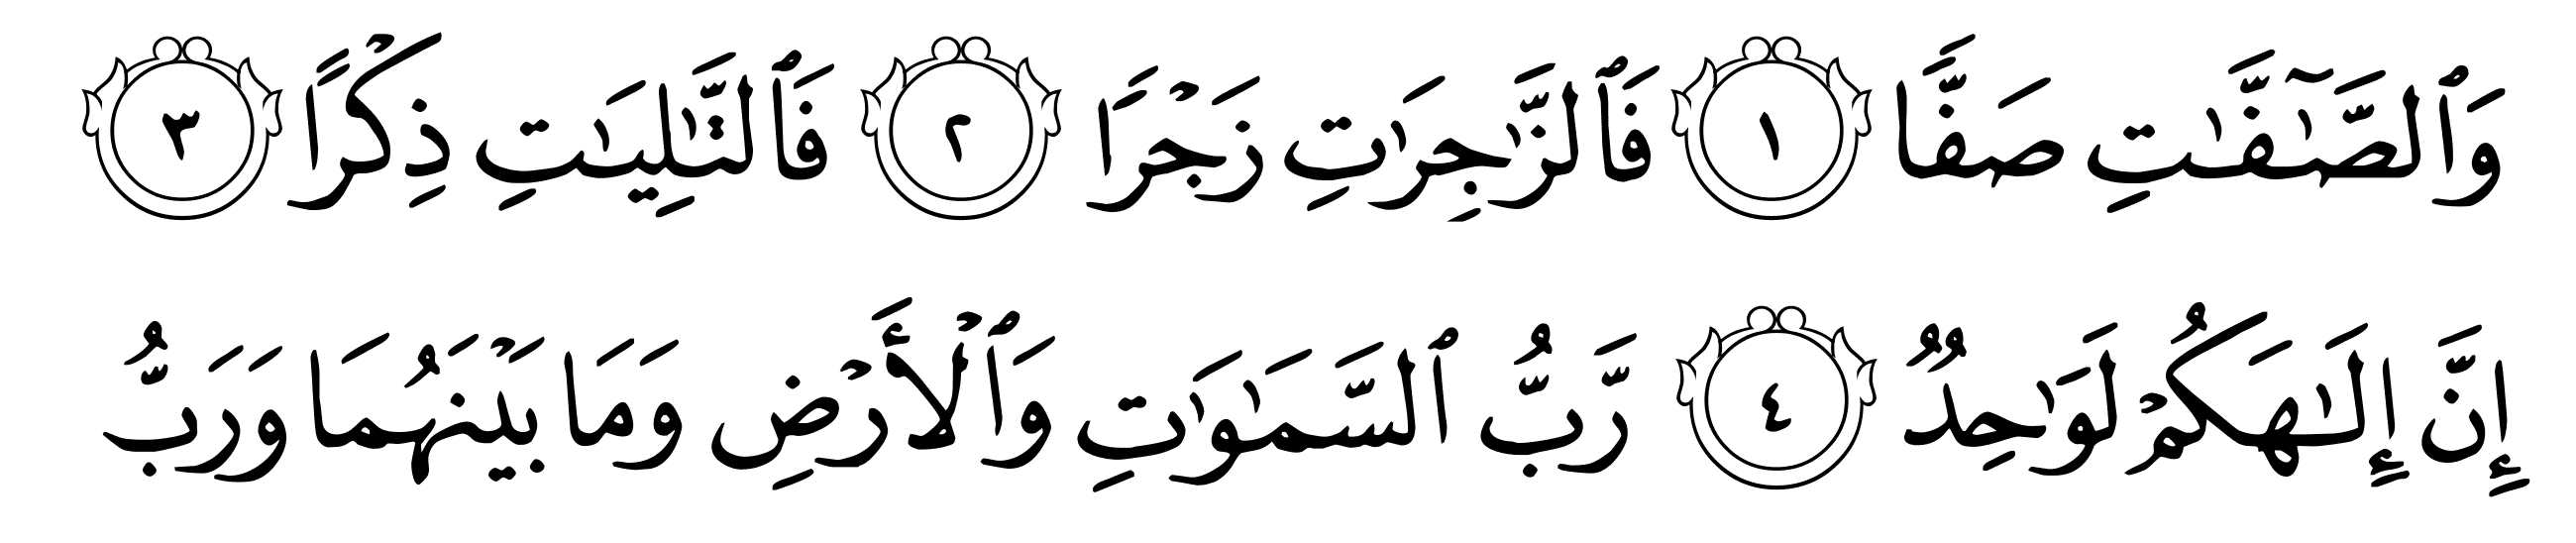 وَٱلصَّـٰٓفَّـٰتِ صَفًّا ١ فَٱلزَّٰجِرَٰتِ زَجْرًا ٢ فَٱلتَّـٰلِيَـٰتِ ذِكْرًا ٣
إِنَّ إِلَـٰهَكُمْ لَوَٰحِدٌ ٤ رَّبُّ ٱلسَّمَـٰوَٰتِ وَٱلْأَرْضِ وَمَا بَيْنَهُمَا وَرَبُّ